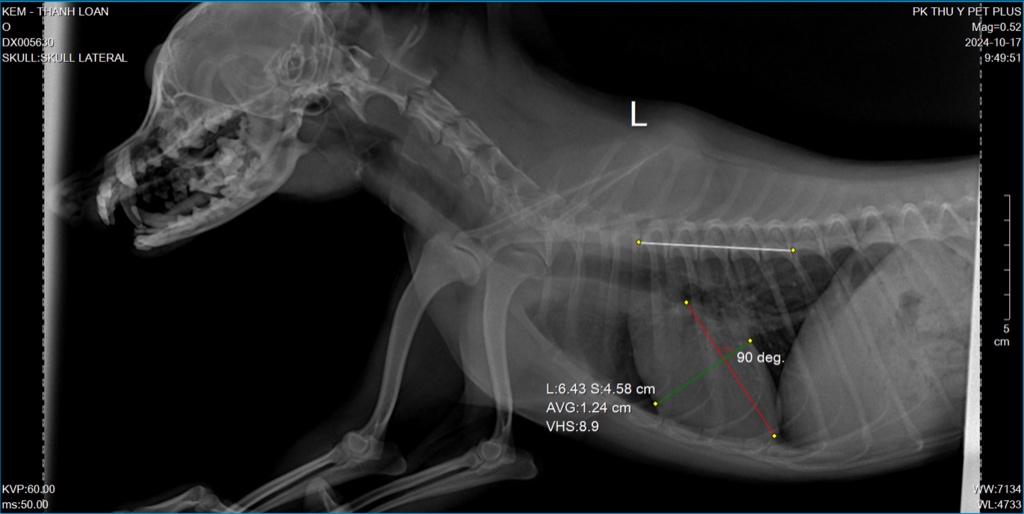 KEM - THANH LOAN
O
DX005630
SKULL:SKULL LATERAL
PK THU Y PET PLUS
Mag=0.52
2024-10-17
9:49:51
L
5
cm
90 deg.
L:6.43 S:4.58 cm
AVG:1.24 cm
VHS:8.9
KVP:60.00
ms:50.00
WW:7134
WL:4733